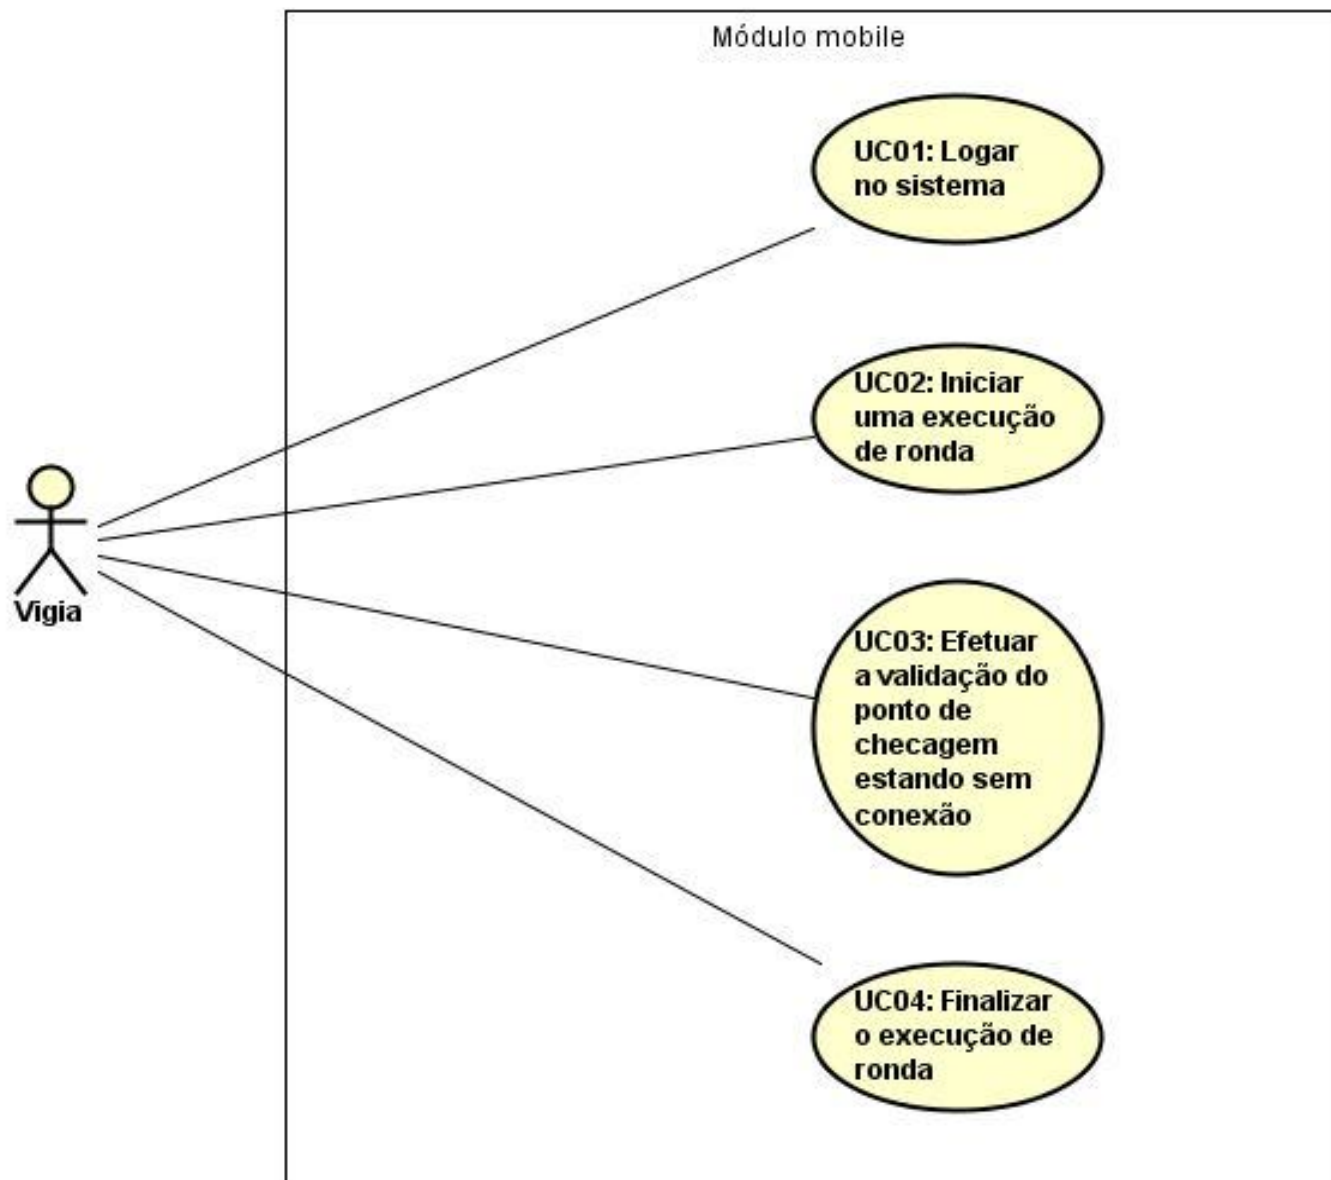 Módulo mobile
UC01: Logar
no sistema
UC02: Iniciar
uma execução
de ronda
Vigia
UC03: Efetuar
a validação do
ponto de
checagem
estando sem
conexão
UC04: Finalizar
o execução de
ronda